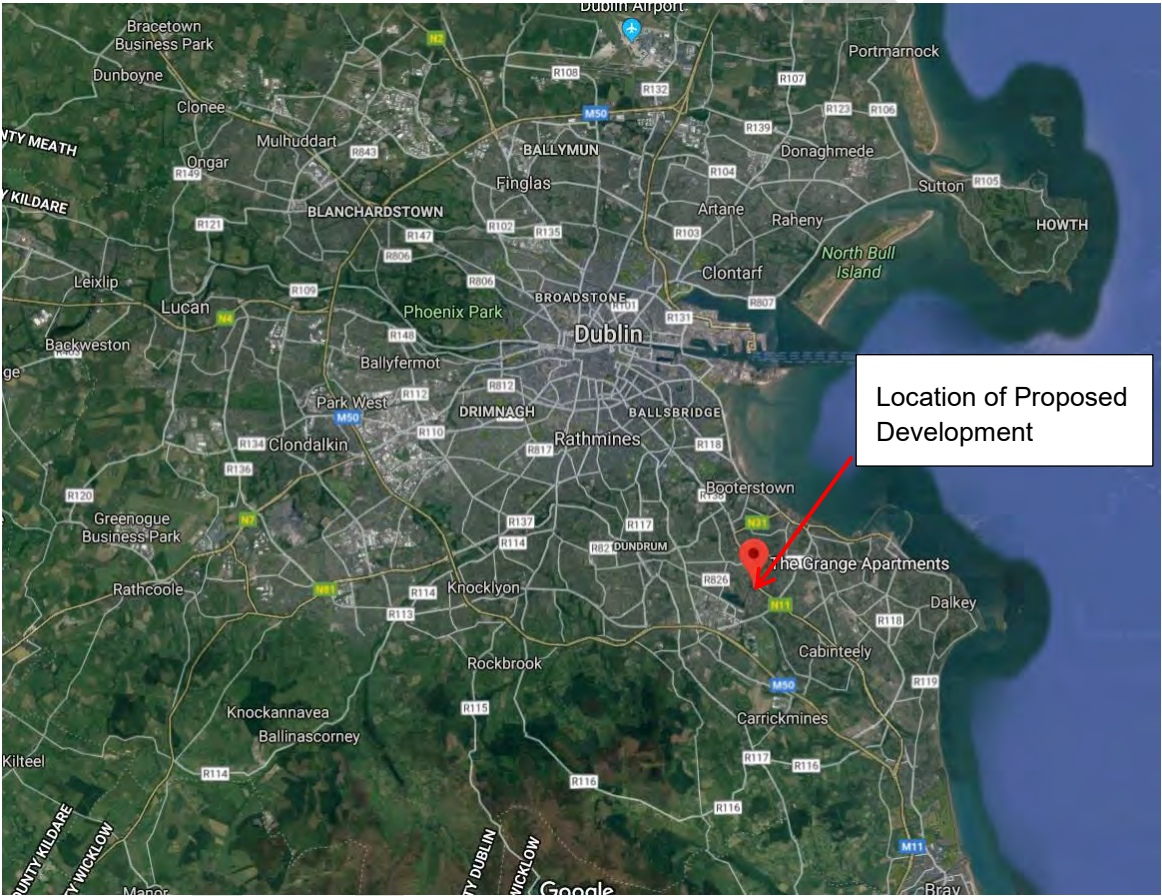 Dublin Airport
Bracetown
Business Park
N2
Portmarnock
Dunboyne
R108
R107
R132
Clonee
M50
R123
R106
NTY MEATH
Mulhuddart
R139
R843
BALLYMUN
Donaghmede
Ongar
R149
Finglas
R104
Sutton
R105
Y KILDARE
BLANCHARDSTOWN
Artane
Raheny
R121
R102
R135
R103
HOWTH
R147
R806
North Bull
Island
Clontarf
Leixlip
R806
R109
BROADSTONE
R101
R807
Lucan
N4
Phoenix Park
R131
Dublin
R148
Backweston
Ballyfermot
ge
R812
Park West
R112
M50
DRIMNAGH
BALLSBRIDGE
Location of Proposed
Development
R110
Rathmines
R134
Clondalkin
R817
R118
R136
Booterstown
R120
Greenogue
Business Park
N7
R137
R117
N31
R114
DUNDRUM
The Grange Apartments
R826
Rathcoole
N81
R114
Knocklyon
N11
Dalkey
R113
R118
Cabinteely
Rockbrook
M50
R119
R115
Knockannavea
Carrickmines
Ballinascorney
Kilteel
R117
R116
R114
R116
R116
UNTY KILDARE
TY WICKLOW
TY DUBLIN
WICKLOW
M11
Manor
Google
Bray